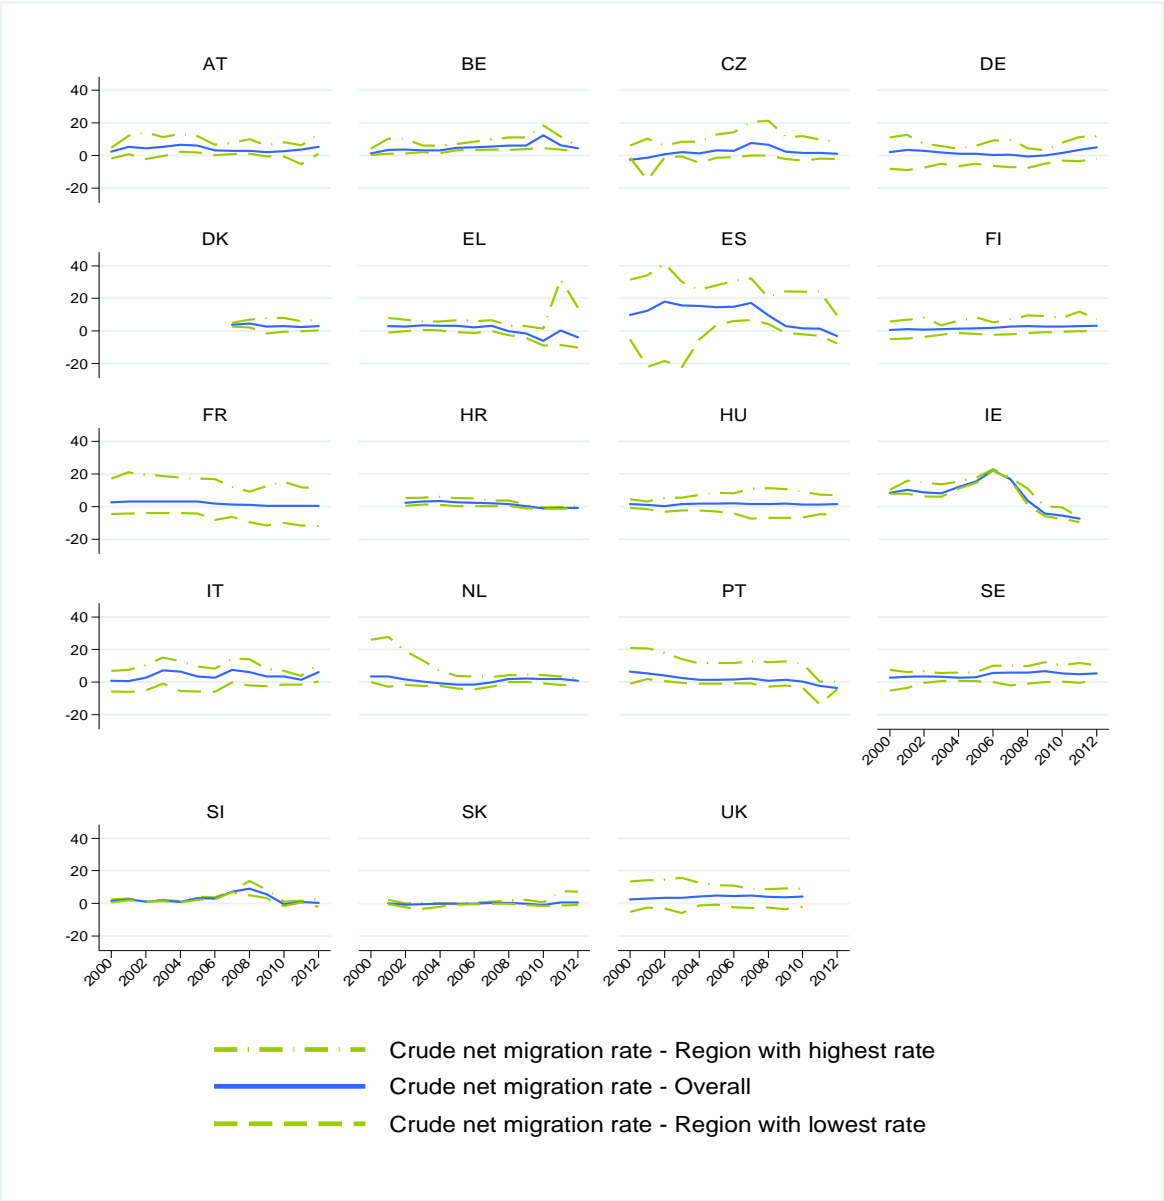 AT BE CZ DE
40
20
0
-20
DK EL ES FI
40
20
0
-20
FR HR HU IE
40
20
0
-20
IT NL PT SE
40
20
0
-20
2000 2002 2004 2006 2008 2010 2012
SI SK UK
40
20
0
-20
2000 2002 2004 2006 2008 2010 2012 2000 2002 2004 2006 2008 2010 2012 2000 2002 2004 2006 2008 2010 2012
Crude net migration rate - Region with highest rate
Crude net migration rate - Overall
Crude net migration rate - Region with lowest rate